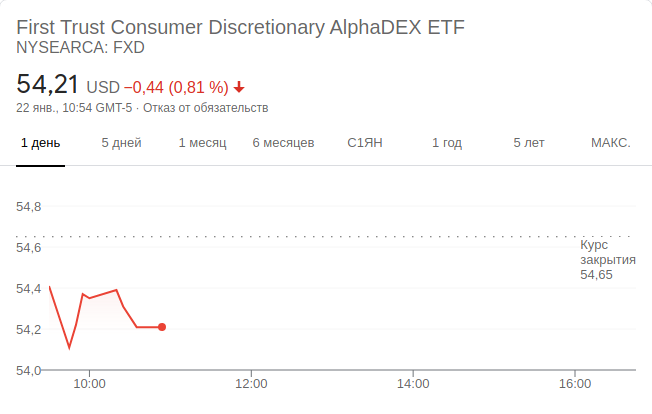 First Trust Consumer Discretionary AlphaDEX ETF
NYSEARCA: FXD
54,21 USD −0,44 (0,81 %)
22 янв., 10:54 GMT-5 · Отказ от обязательств
1 день 5 дней 1 месяц 6 месяцев С1ЯН 1 год 5 лет МАКС.
54,8
54,6
Курс
закрытия
54,65
54,4
54,2
54,0
10:00 12:00 14:00 16:00